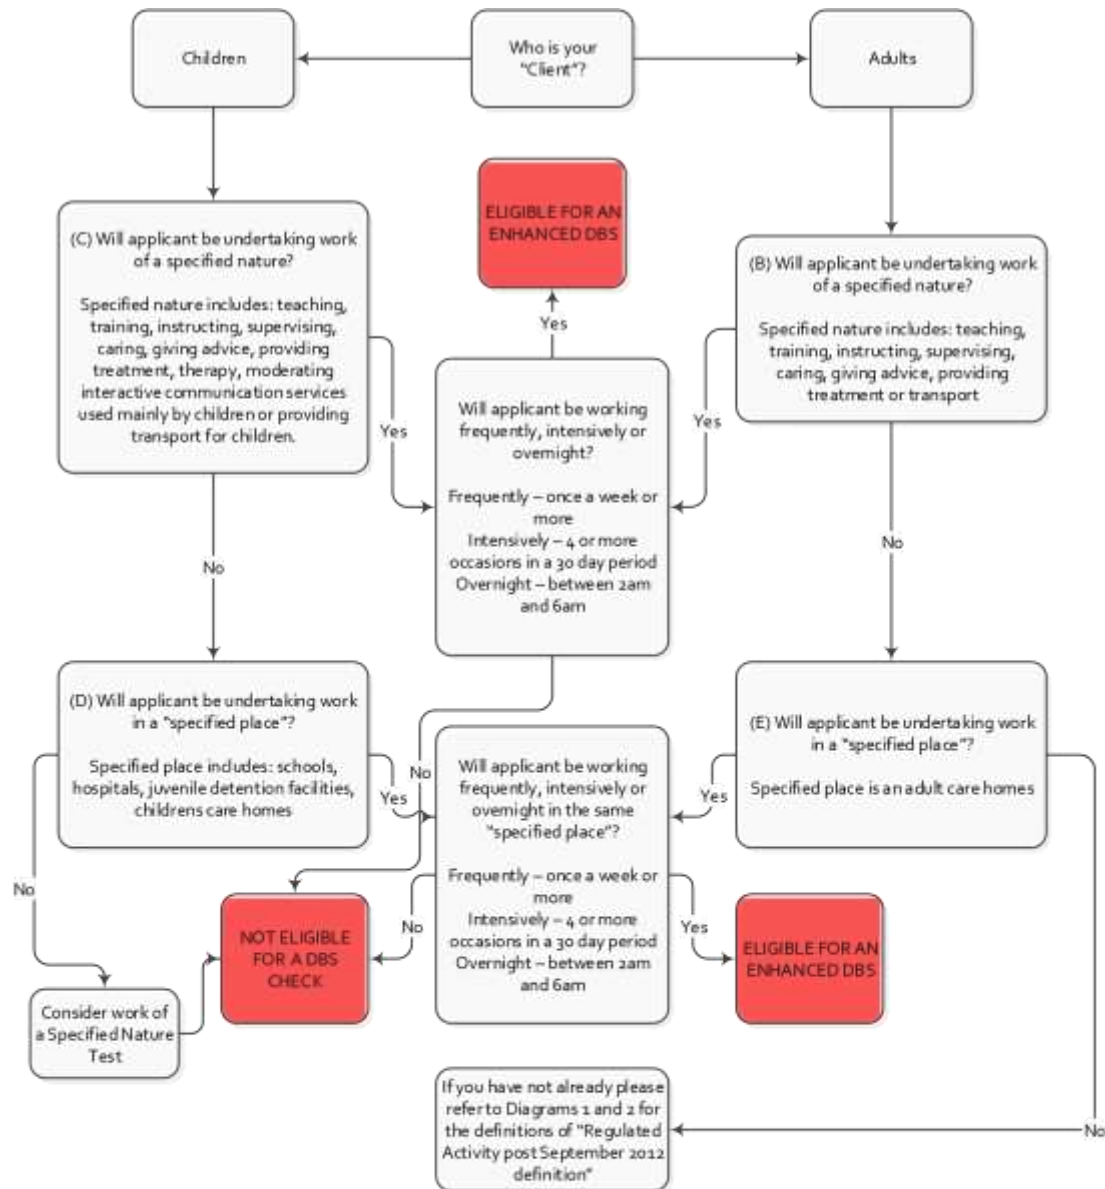 Children
Who is your
"Client"?
Adults
ELIGIBLE FOR AN
ENHANCED DBS
(C) Will applicant be undertaking work
of a specified nature?
Specified nature includes: teaching,
training, instructing, supervising,
caring, giving advice, providing
treatment, therapy, moderating
interactive communication services
used mainly by children or providing
transport for children.
(B) Will applicant be undertaking work
of a specified nature?
Specified nature includes: teaching,
training, instructing, supervising,
caring, giving advice, providing
treatment or transport
Yes
Yes
Yes
Will applicant be working
frequently, intensively or
overnight?
Frequently – once a week or
more
Intensively – 4 or more
occasions in a 30 day period
Overnight – between 2am
and 6am
No
No
(D) Will applicant be undertaking work
in a "specified place"?
Specified place includes: schools,
hospitals, juvenile detention facilities,
childrens care homes
No
Yes
Will applicant be working
frequently, intensively or
overnight in the same
"specified place"?
Frequently – once a week or
more
Intensively – 4 or more
occasions in a 30 day period
Overnight – between 2am
and 6am
Yes
(E) Will applicant be undertaking work
in a "specified place"?
Specified place is an adult care homes
No
NOT ELIGIBLE
FOR A DBS
CHECK
No
Yes
ELIGIBLE FOR AN
ENHANCED DBS
Consider work of
a Specified Nature
Test
If you have not already please
refer to Diagrams 1 and 2 for
the definitions of "Regulated
Activity post September 2012
definition"
No